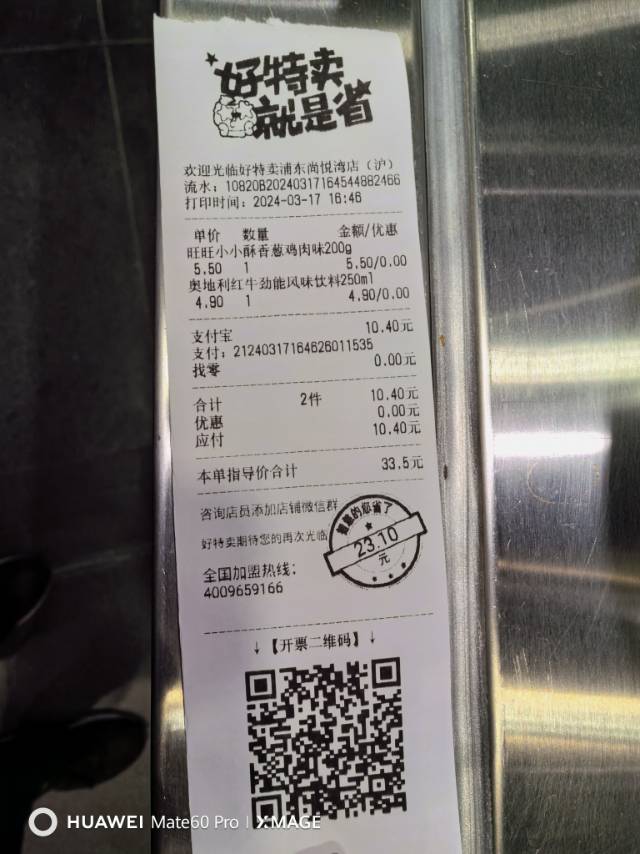 好特卖
就是省
欢迎光临好特卖浦东尚悦湾店（沪）
流水：10820B20240317164544882466
打印时间：2024-03-17 16:46
单价 数量 金额/优惠
旺旺小小酥香葱鸡肉味200g
5.50 1 5.50/0.00
奥地利红牛劲能风味饮料250ml
4.90 1 4.90/0.00
支付宝 10.40元
支付：21240317164626011535
找零 0.00元
合计 2件 10.40元
优惠 0.00元
应付 10.40元
本单指导价合计 33.5元
咨询店员添加店铺微信群
好特卖期待您的再次光临
省了
23.10
元
全国加盟热线：
4009659166
↓【开票二维码】↓
HUAWEI Mate60 Pro | XMAGE